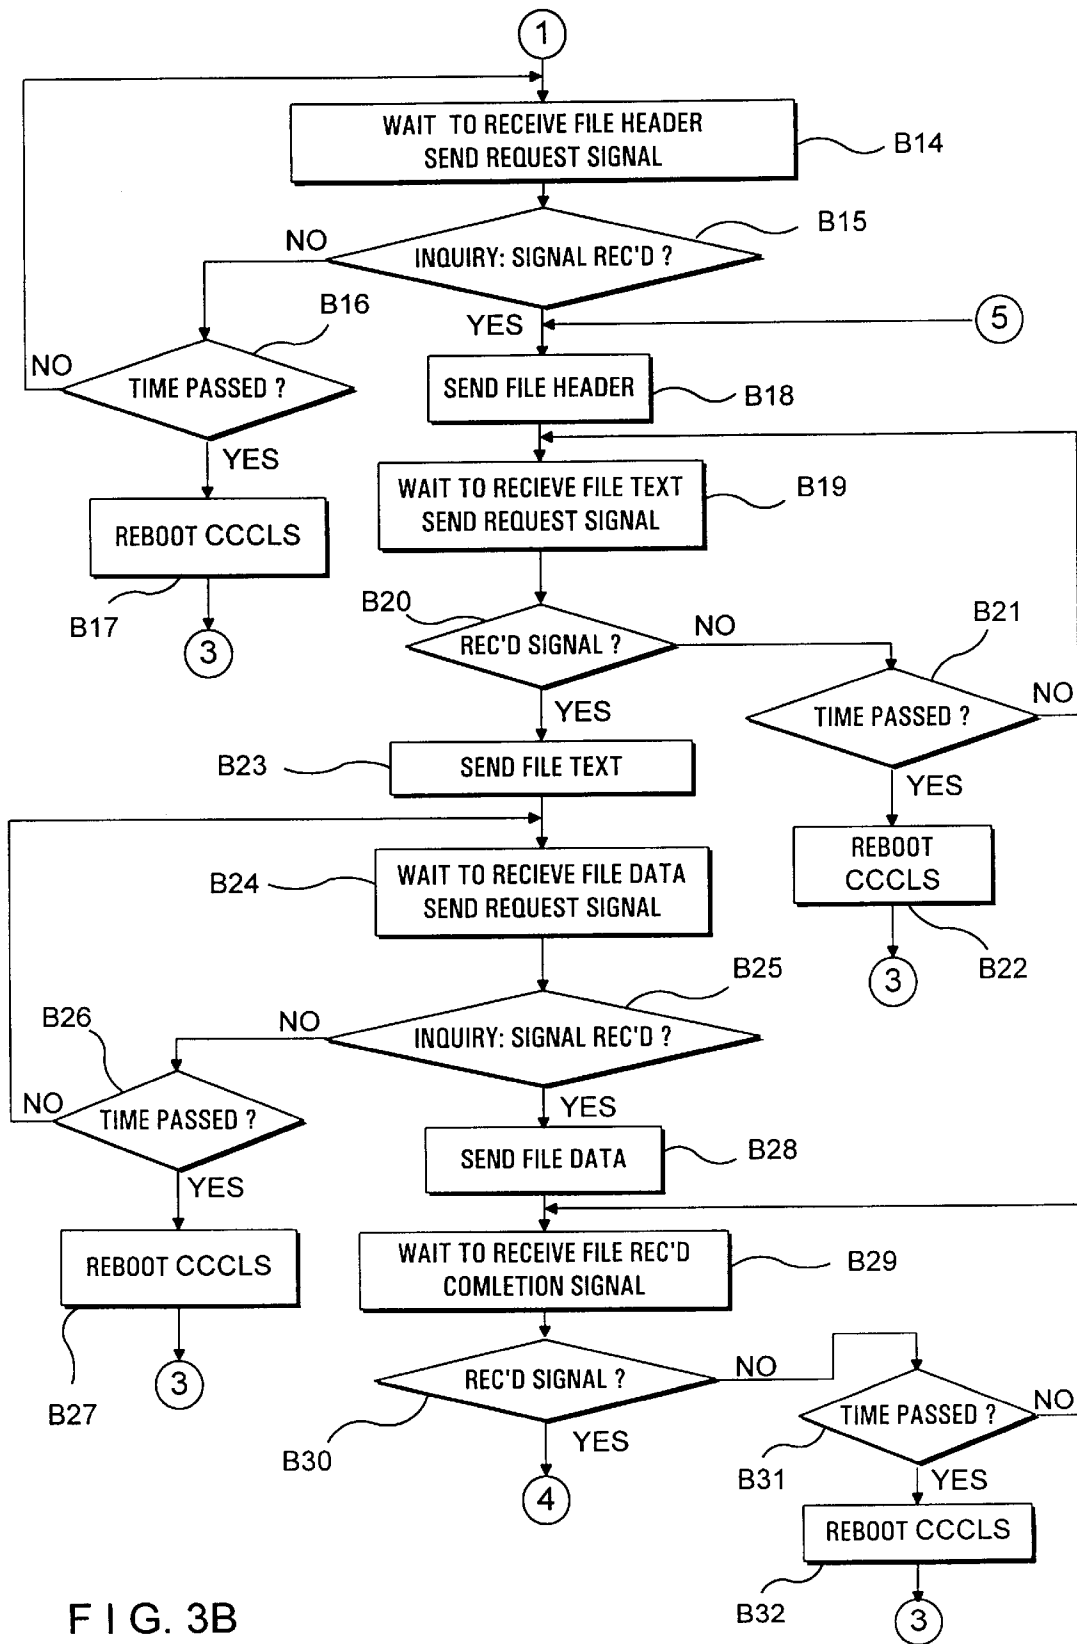 1
WAIT TO RECEIVE FILE HEADER
SEND REQUEST SIGNAL
B14
B15
NO
INQUIRY: SIGNAL REC'D ?
B16
YES
5
NO
TIME PASSED ?
SEND FILE HEADER
B18
YES
WAIT TO RECIEVE FILE TEXT
SEND REQUEST SIGNAL
B19
REBOOT CCCLS
B17
3
B20
REC'D SIGNAL ?
NO
B21
TIME PASSED ?
NO
YES
B23
SEND FILE TEXT
YES
REBOOT
CCCLS
B22
3
B24
WAIT TO RECIEVE FILE DATA
SEND REQUEST SIGNAL
B25
B26
NO
INQUIRY: SIGNAL REC'D ?
NO
TIME PASSED ?
YES
SEND FILE DATA
B28
YES
REBOOT CCCLS
B27
3
WAIT TO RECEIVE FILE REC'D
COMLETION SIGNAL
B29
REC'D SIGNAL ?
NO
B30
YES
4
TIME PASSED ?
NO
B31
YES
REBOOT CCCLS
B32
3
FIG. 3B